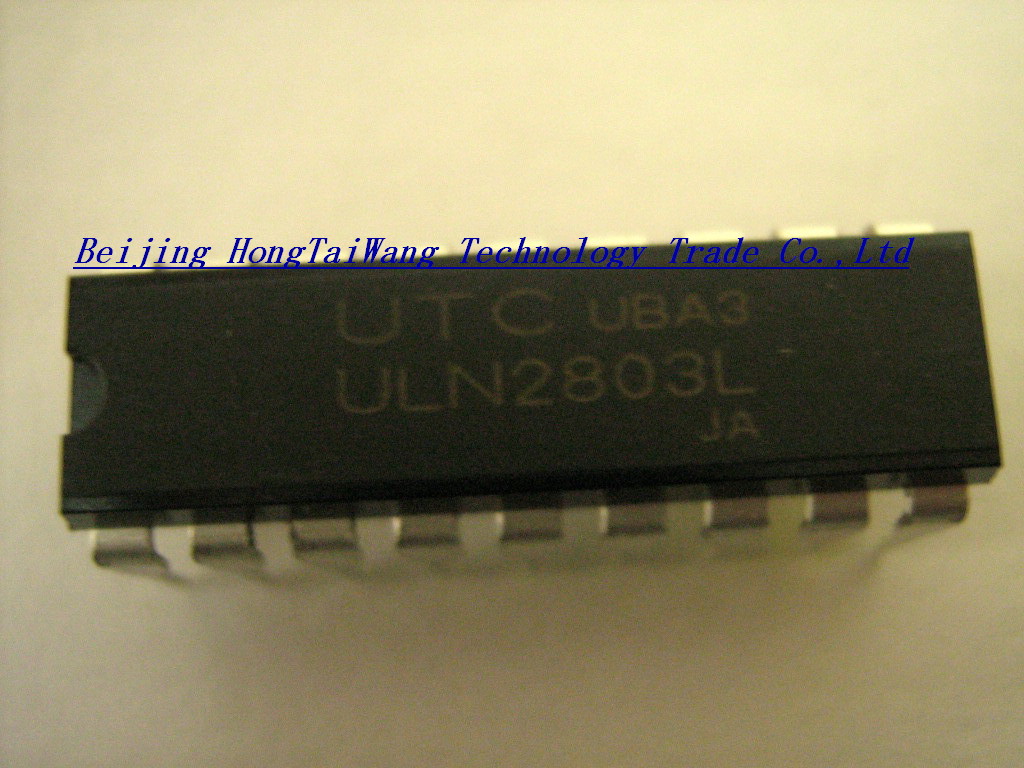 Beijing HongTaiWang Technology Trade Co.,Ltd
UTC UBA3
ULN2803L
JA